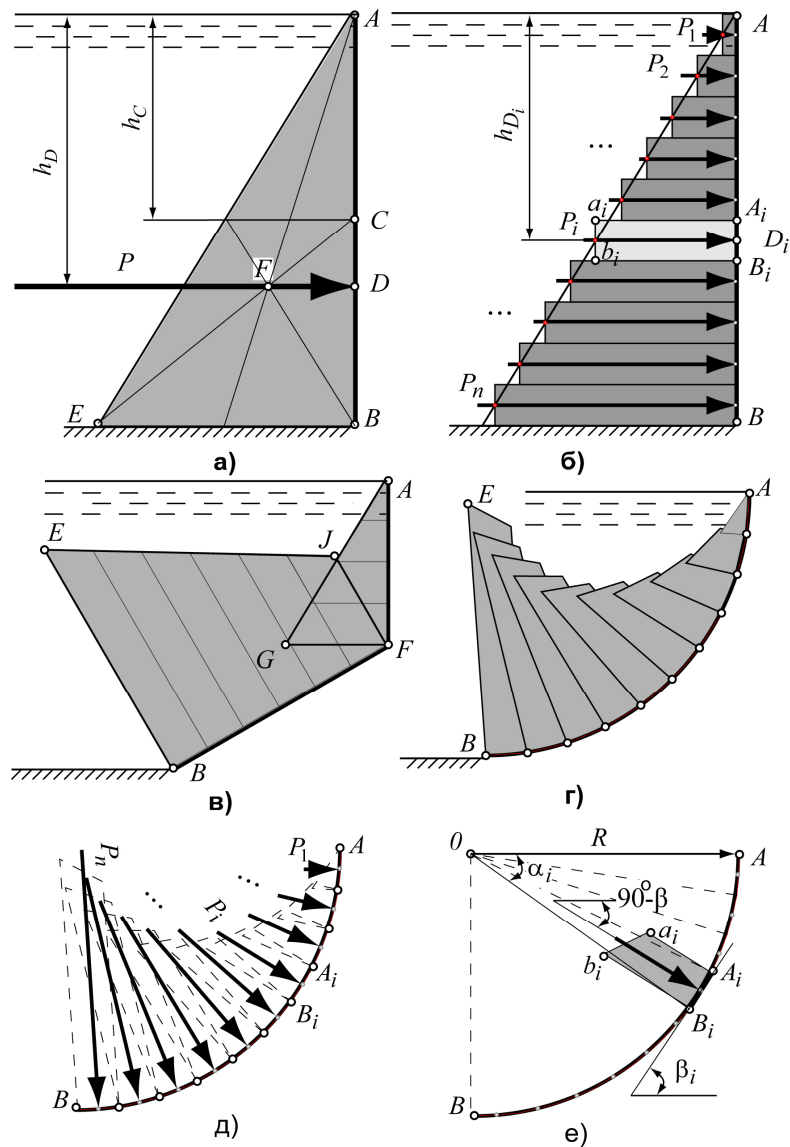 A
h_D
h_C
C
P
F
D
E
B
а)
A
P_1
P_2
h_{D_i}
...
a_i
A_i
P_i
D_i
b_i
B_i
...
P_n
B
б)
A
E
J
G
F
B
в)
E
A
B
г)
P_n
P_1
A
...
...
P_i
A_i
B_i
B
д)
0
R
A
α_i
90°-β
a_i
b_i
A_i
B_i
β_i
B
е)